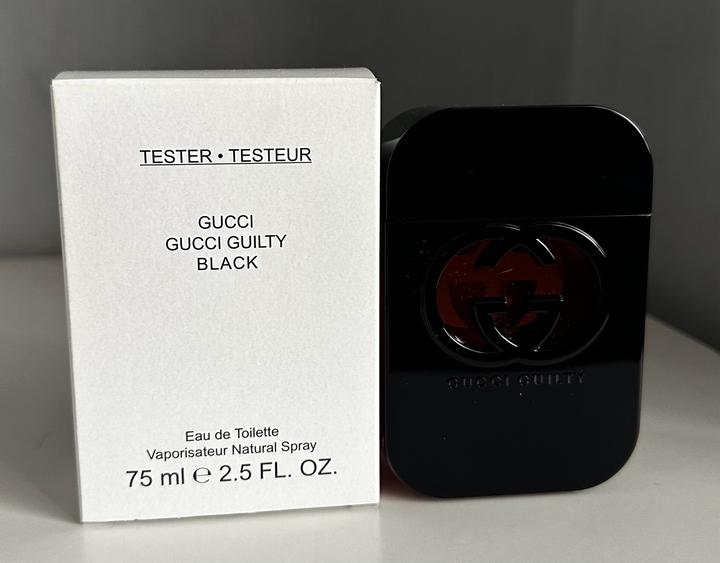 TESTER • TESTEUR
GUCCI
GUCCI GUILTY
BLACK
Eau de Toilette
Vaporisateur Natural Spray
75 ml ℮ 2.5 FL. OZ.
GUCCI GUILTY